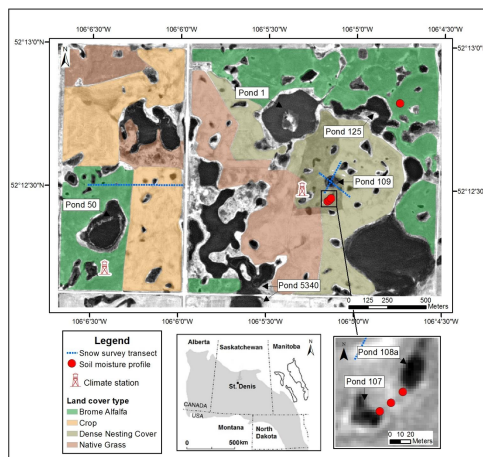 106°6'30"W 106°6'0"W 106°5'30"W 106°5'0"W 106°4'30"W
52°13'0"N 52°13'0"N
N
Pond 1
Pond 125
52°12'30"N 52°12'30"N
Pond 109
Pond 50
Pond 5340
0 125 250 500
Meters
106°6'30"W 106°6'0"W 106°5'30"W 106°5'0"W 106°4'30"W
Legend
Snow survey transect
Soil moisture profile
Climate station
Land cover type
Brome Alfalfa
Crop
Dense Nesting Cover
Native Grass
Alberta
Saskatchewan
Manitoba
N
St.Denis
CANADA
USA
Montana
North
Dakota
0 500km
N
Pond 108a
Pond 107
0 10 20
Meters